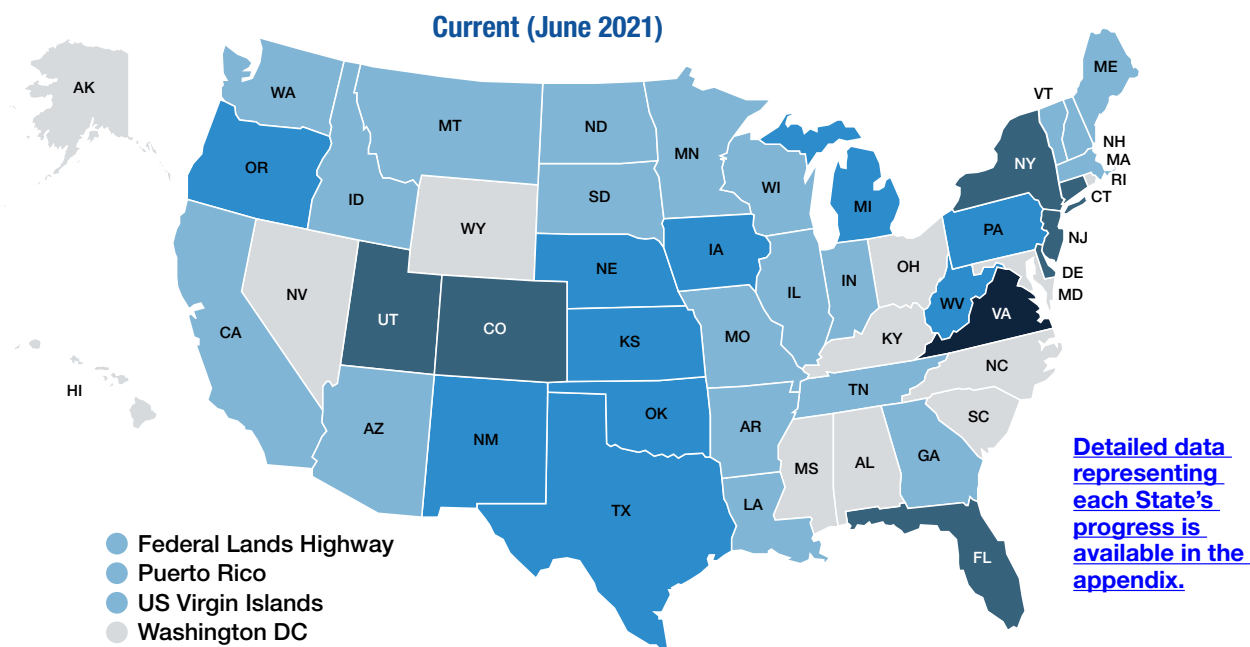 Current (June 2021)
AK
WA
MT
ND
MN
ME
VT
NH
MA
RI
CT
NY
OR
ID
SD
WI
MI
WY
PA
NJ
IA
NE
OH
DE
MD
NV
IL
IN
WV
VA
UT
CO
CA
KS
MO
KY
NC
HI
TN
AZ
NM
OK
AR
SC
GA
MS
AL
LA
TX
FL
Detailed data
representing
each State's
progress is
available in the
appendix.
Federal Lands Highway
Puerto Rico
US Virgin Islands
Washington DC